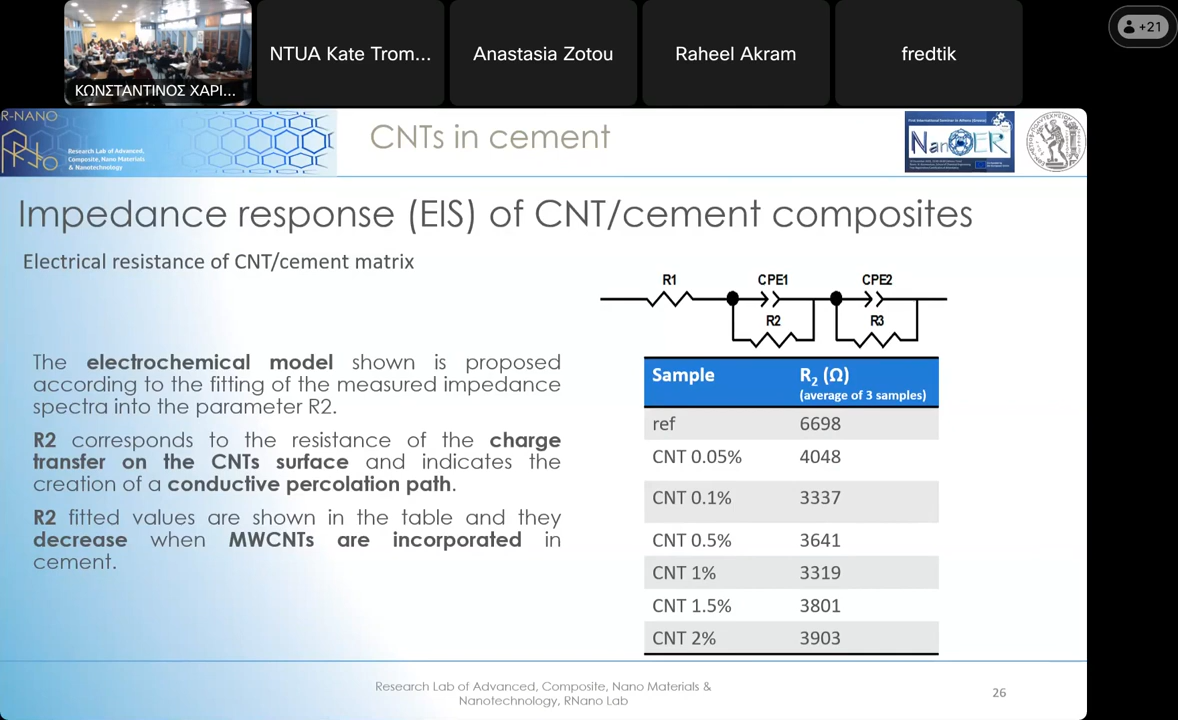 +21
NTUA Kate Trom...
Anastasia Zotou
Raheel Akram
fredtik
ΚΩΝΣΤΑΝΤΙΝΟΣ ΧΑΡΙ...
R-NANO
Research Lab of Advanced,
Composite, Nano Materials
& Nanotechnology
CNTs in cement
First International Seminar in Athens (Greece)
Impedance response (EIS) of CNT/cement composites
Electrical resistance of CNT/cement matrix
R1
CPE1
CPE2
R2
R3
The electrochemical model shown is proposed
according to the fitting of the measured impedance
spectra into the parameter R2.
R2 corresponds to the resistance of the charge
transfer on the CNTs surface and indicates the
creation of a conductive percolation path.
R2 fitted values are shown in the table and they
decrease when MWCNTs are incorporated in
cement.
Sample R₂ (Ω)
(average of 3 samples)
ref 6698
CNT 0.05% 4048
CNT 0.1% 3337
CNT 0.5% 3641
CNT 1% 3319
CNT 1.5% 3801
CNT 2% 3903
Research Lab of Advanced, Composite, Nano Materials &
Nanotechnology, RNano Lab
26